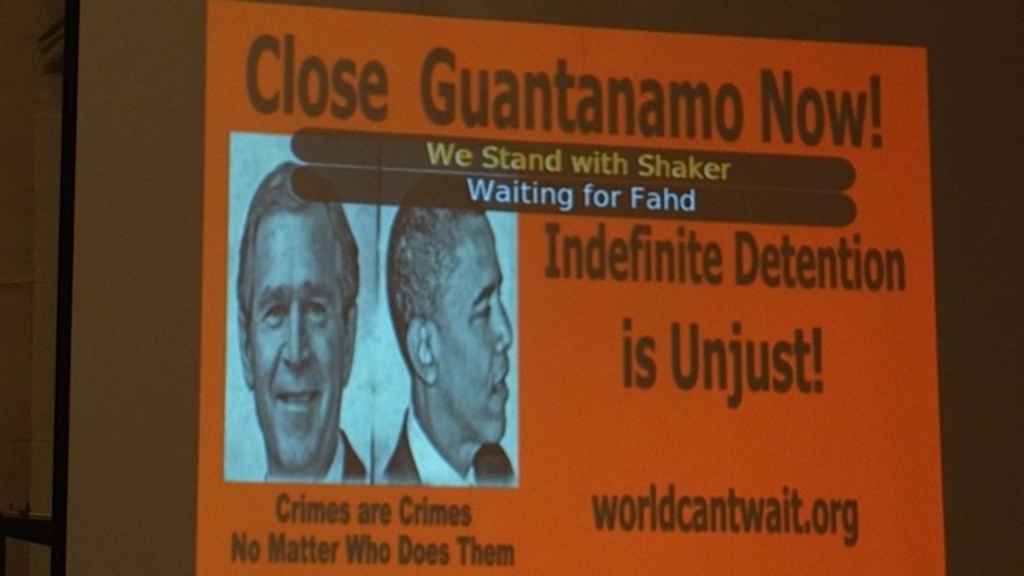 Close Guantanamo Now!
We Stand with Shaker
Waiting for Fahd
Indefinite Detention
is Unjust!
Crimes are Crimes
No Matter Who Does Them
worldcantwait.org